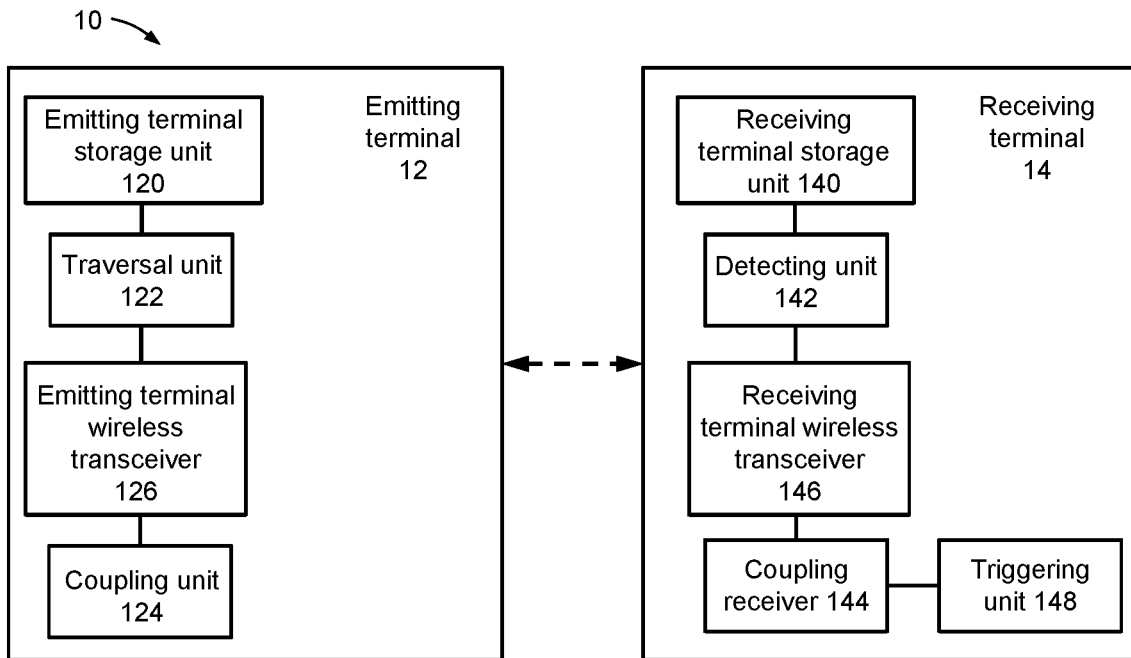 10
Emitting terminal
storage unit
120
Emitting
terminal
12
Traversal unit
122
Emitting terminal
wireless
transceiver
126
Coupling unit
124
Receiving
terminal storage
unit 140
Receiving
terminal
14
Detecting unit
142
Receiving
terminal wireless
transceiver
146
Coupling
receiver 144
Triggering
unit 148